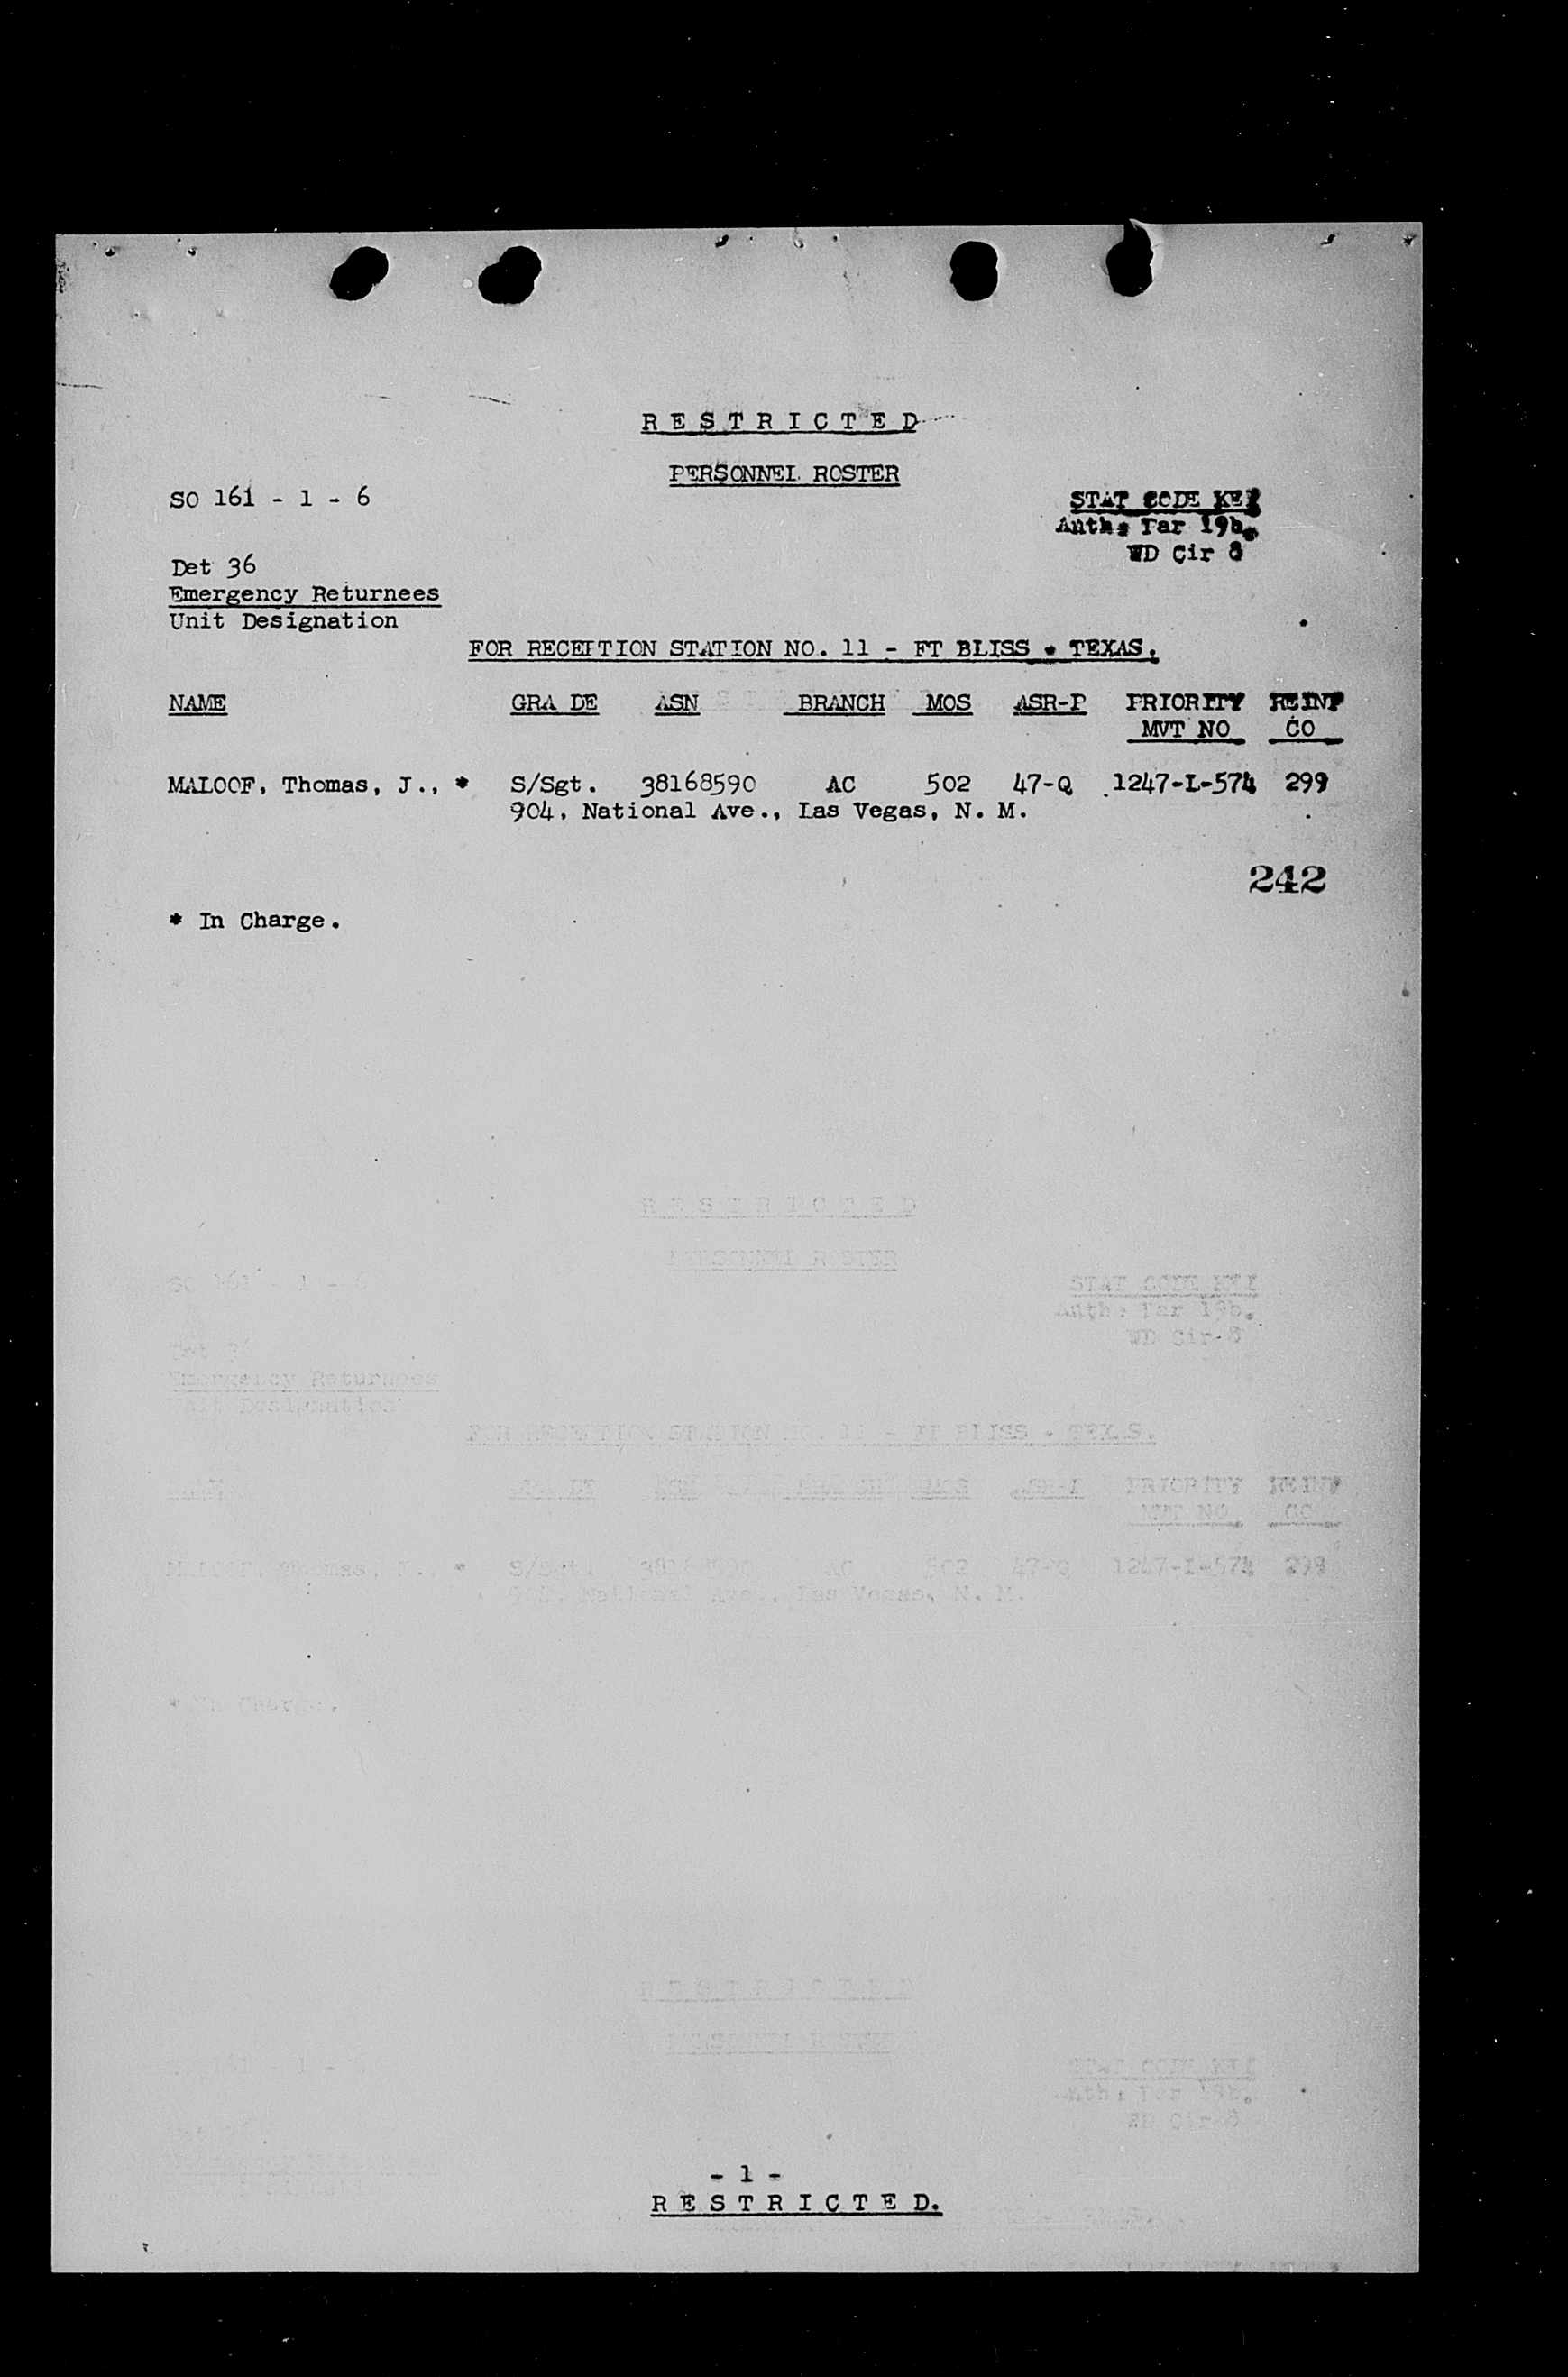 R E S T R I C T E D
PERSONNEL ROSTER
SO 161 - 1 - 6
STAT CODE KEY
Auth: Par 19b.
WD Cir 8
Det 36
Emergency Returnees
Unit Designation
FOR RECEPTION STATION NO. 11 - FT BLISS - TEXAS.
NAME GRA DE ASN BRANCH MOS ASR-P PRIORITY REINF
MVT NO CO
MALOOF, Thomas, J., * S/Sgt. 38168590 AC 502 47-Q 1247-L-574 299
904, National Ave., Las Vegas, N. M.
242
* In Charge.
- 1 -
R E S T R I C T E D.